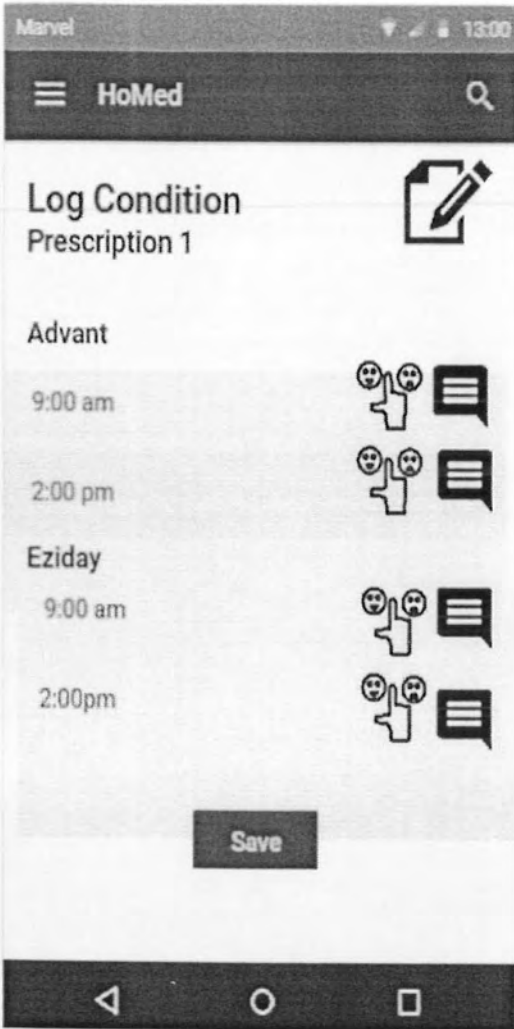 Marvel 13:00
HoMed
Log Condition
Prescription 1
Advant
9:00 am
2:00 pm
Eziday
9:00 am
2:00pm
Save